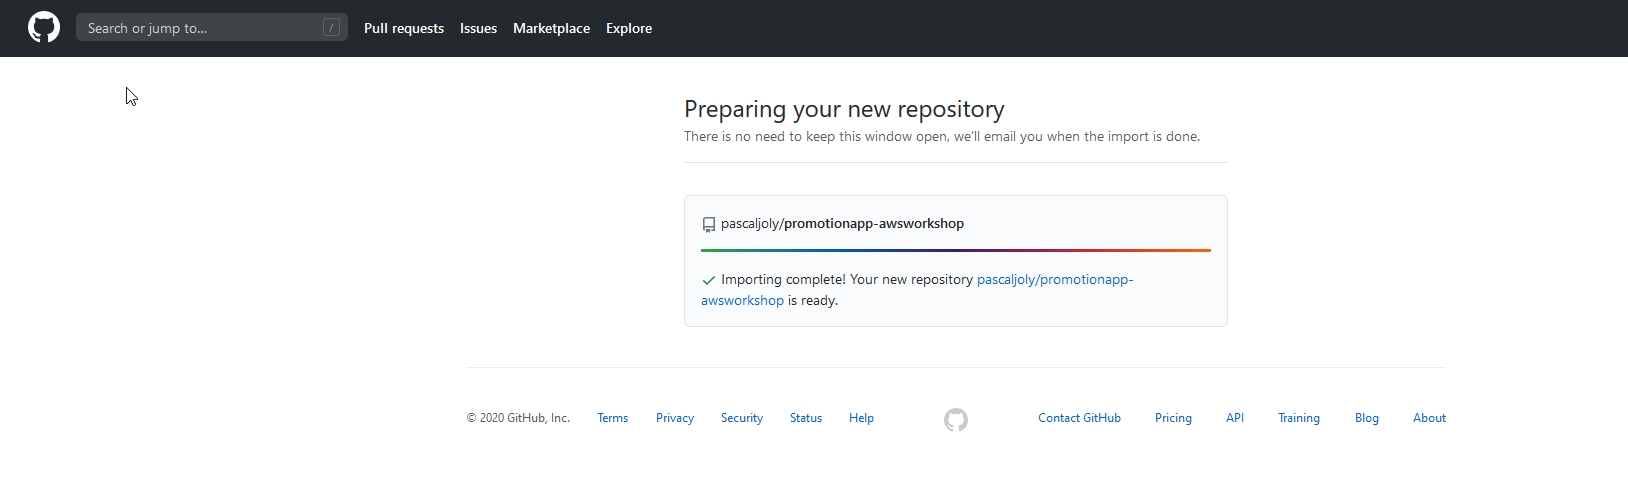 Search or jump to... /
Pull requests Issues Marketplace Explore
Preparing your new repository
There is no need to keep this window open, we'll email you when the import is done.
pascaljoly/promotionapp-awsworkshop
Importing complete! Your new repository pascaljoly/promotionapp-
awsworkshop is ready.
© 2020 GitHub, Inc. Terms Privacy Security Status Help Contact GitHub Pricing API Training Blog About